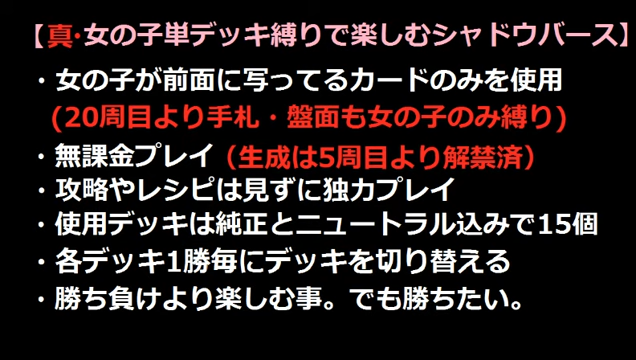 【真・女の子単デッキ縛りで楽しむシャドウバース】
・女の子が前面に写ってるカードのみを使用
(20周目より手札・盤面も女の子のみ縛り)
・無課金プレイ（生成は5周目より解禁済）
・攻略やレシピは見ずに独力プレイ
・使用デッキは純正とニュートラル込みで15個
・各デッキ1勝毎にデッキを切り替える
・勝ち負けより楽しむ事。でも勝ちたい。